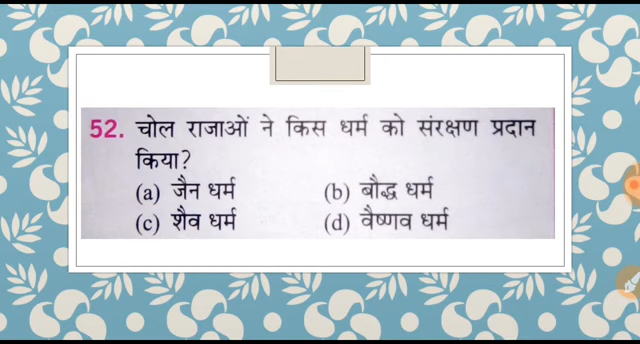 52. चोल राजाओं ने किस धर्म को संरक्षण प्रदान
किया?
(a) जैन धर्म (b) बौद्ध धर्म
(c) शैव धर्म (d) वैष्णव धर्म